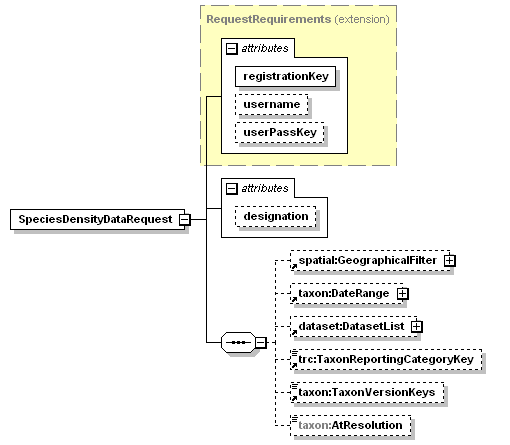 RequestRequirements (extension)
attributes
registrationKey
username
userPassKey
SpeciesDensityDataRequest
attributes
designation
spatial:GeographicalFilter
taxon:DateRange
dataset:DatasetList
trc:TaxonReportingCategoryKey
taxon:TaxonVersionKeys
taxon:AtResolution